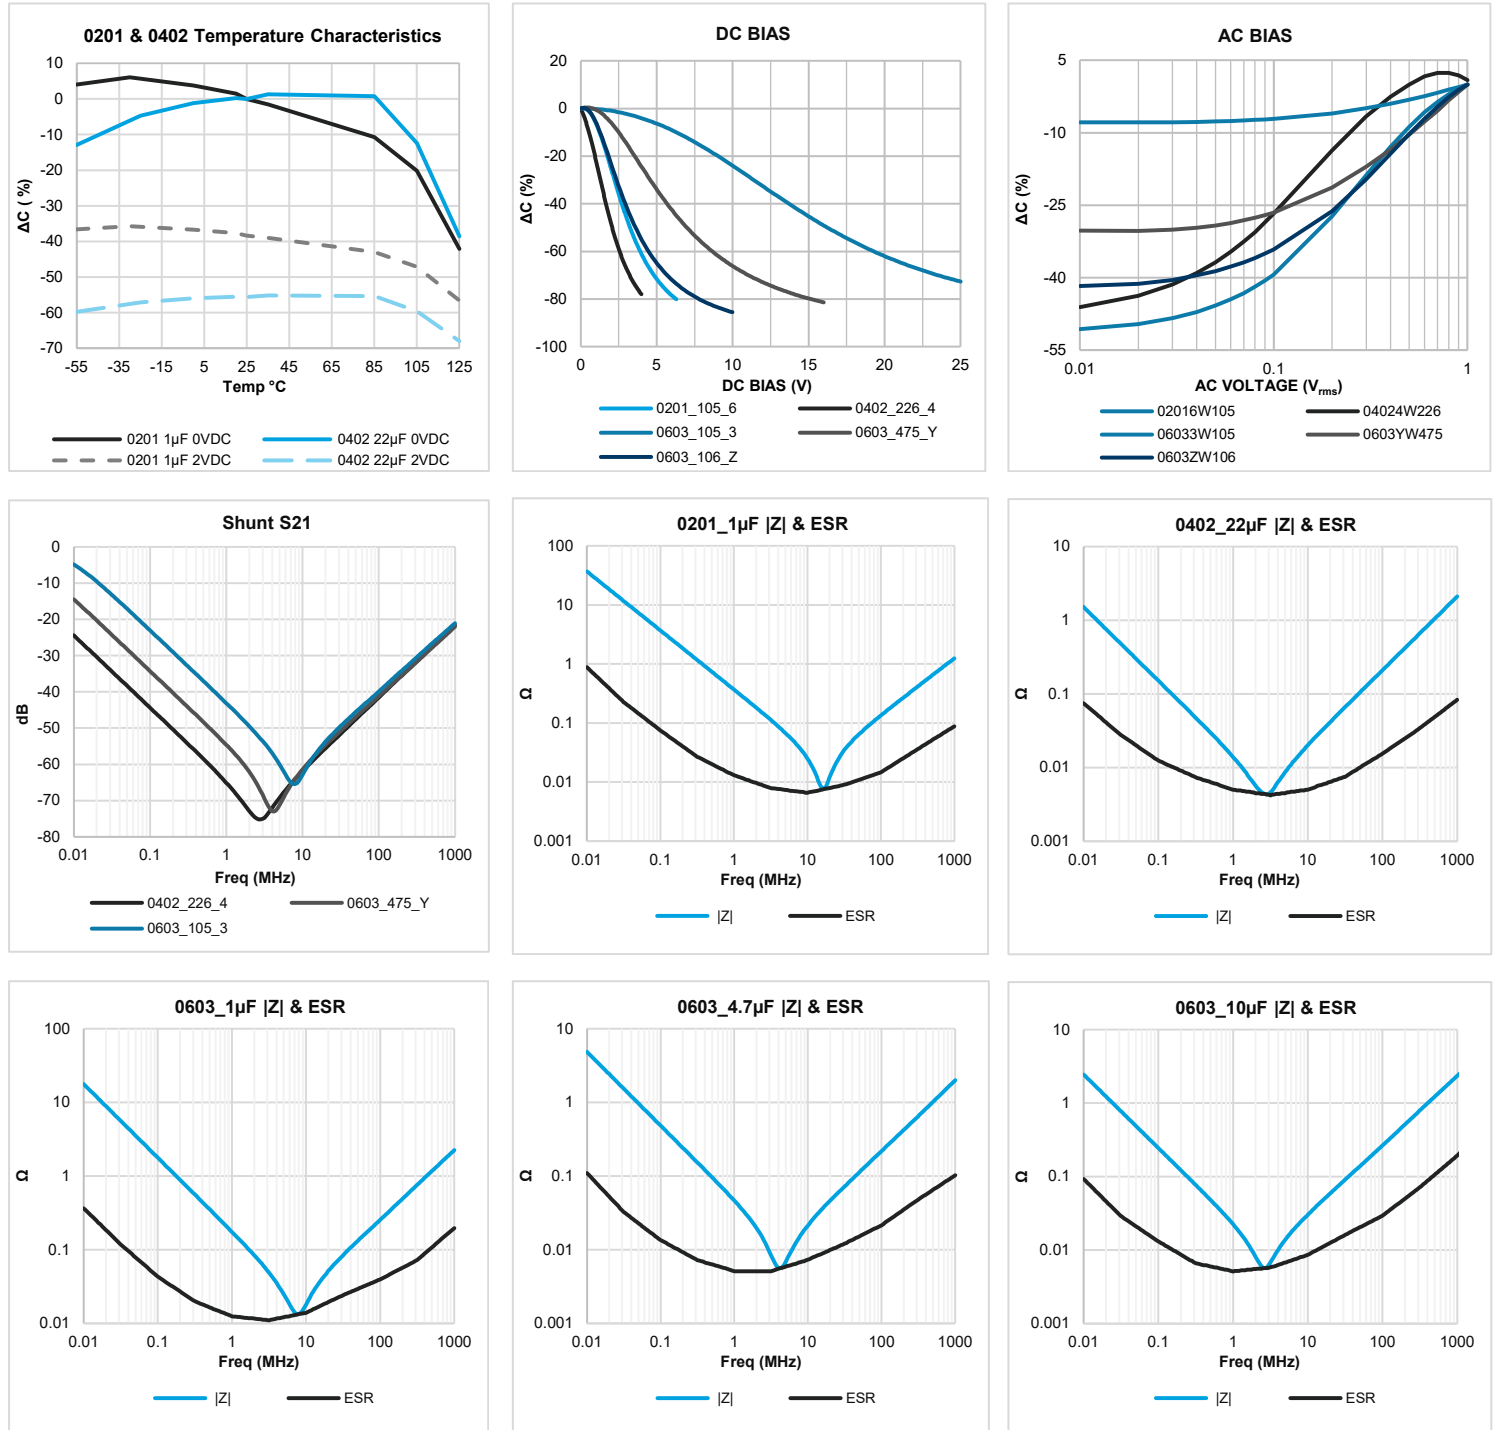 0201 & 0402 Temperature Characteristics
10
0
-10
-20
-30
-40
-50
-60
-70
ΔC ( %)
-55 -35 -15 5 25 45 65 85 105 125
Temp °C
0201 1µF 0VDC 0402 22µF 0VDC
0201 1µF 2VDC 0402 22µF 2VDC
DC BIAS
20
0
-20
-40
-60
-80
-100
ΔC (%)
0 5 10 15 20 25
DC BIAS (V)
0201_105_6 0402_226_4
0603_105_3 0603_475_Y
0603_106_Z
AC BIAS
5
-10
-25
-40
-55
ΔC (%)
0.01 0.1 1
AC VOLTAGE (Vrms)
02016W105 04024W226
06033W105 0603YW475
0603ZW106
Shunt S21
0
-10
-20
-30
-40
-50
-60
-70
-80
dB
0.01 0.1 1 10 100 1000
Freq (MHz)
0402_226_4 0603_475_Y
0603_105_3
0201_1µF |Z| & ESR
100
10
1
0.1
0.01
0.001
Ω
0.01 0.1 1 10 100 1000
Freq (MHz)
|Z| ESR
0402_22µF |Z| & ESR
10
1
0.1
0.01
0.001
Ω
0.01 0.1 1 10 100 1000
Freq (MHz)
|Z| ESR
0603_1µF |Z| & ESR
100
10
1
0.1
0.01
Ω
0.01 0.1 1 10 100 1000
Freq (MHz)
|Z| ESR
0603_4.7µF |Z| & ESR
10
1
0.1
0.01
0.001
Ω
0.01 0.1 1 10 100 1000
Freq (MHz)
|Z| ESR
0603_10µF |Z| & ESR
10
1
0.1
0.01
0.001
Ω
0.01 0.1 1 10 100 1000
Freq (MHz)
|Z| ESR